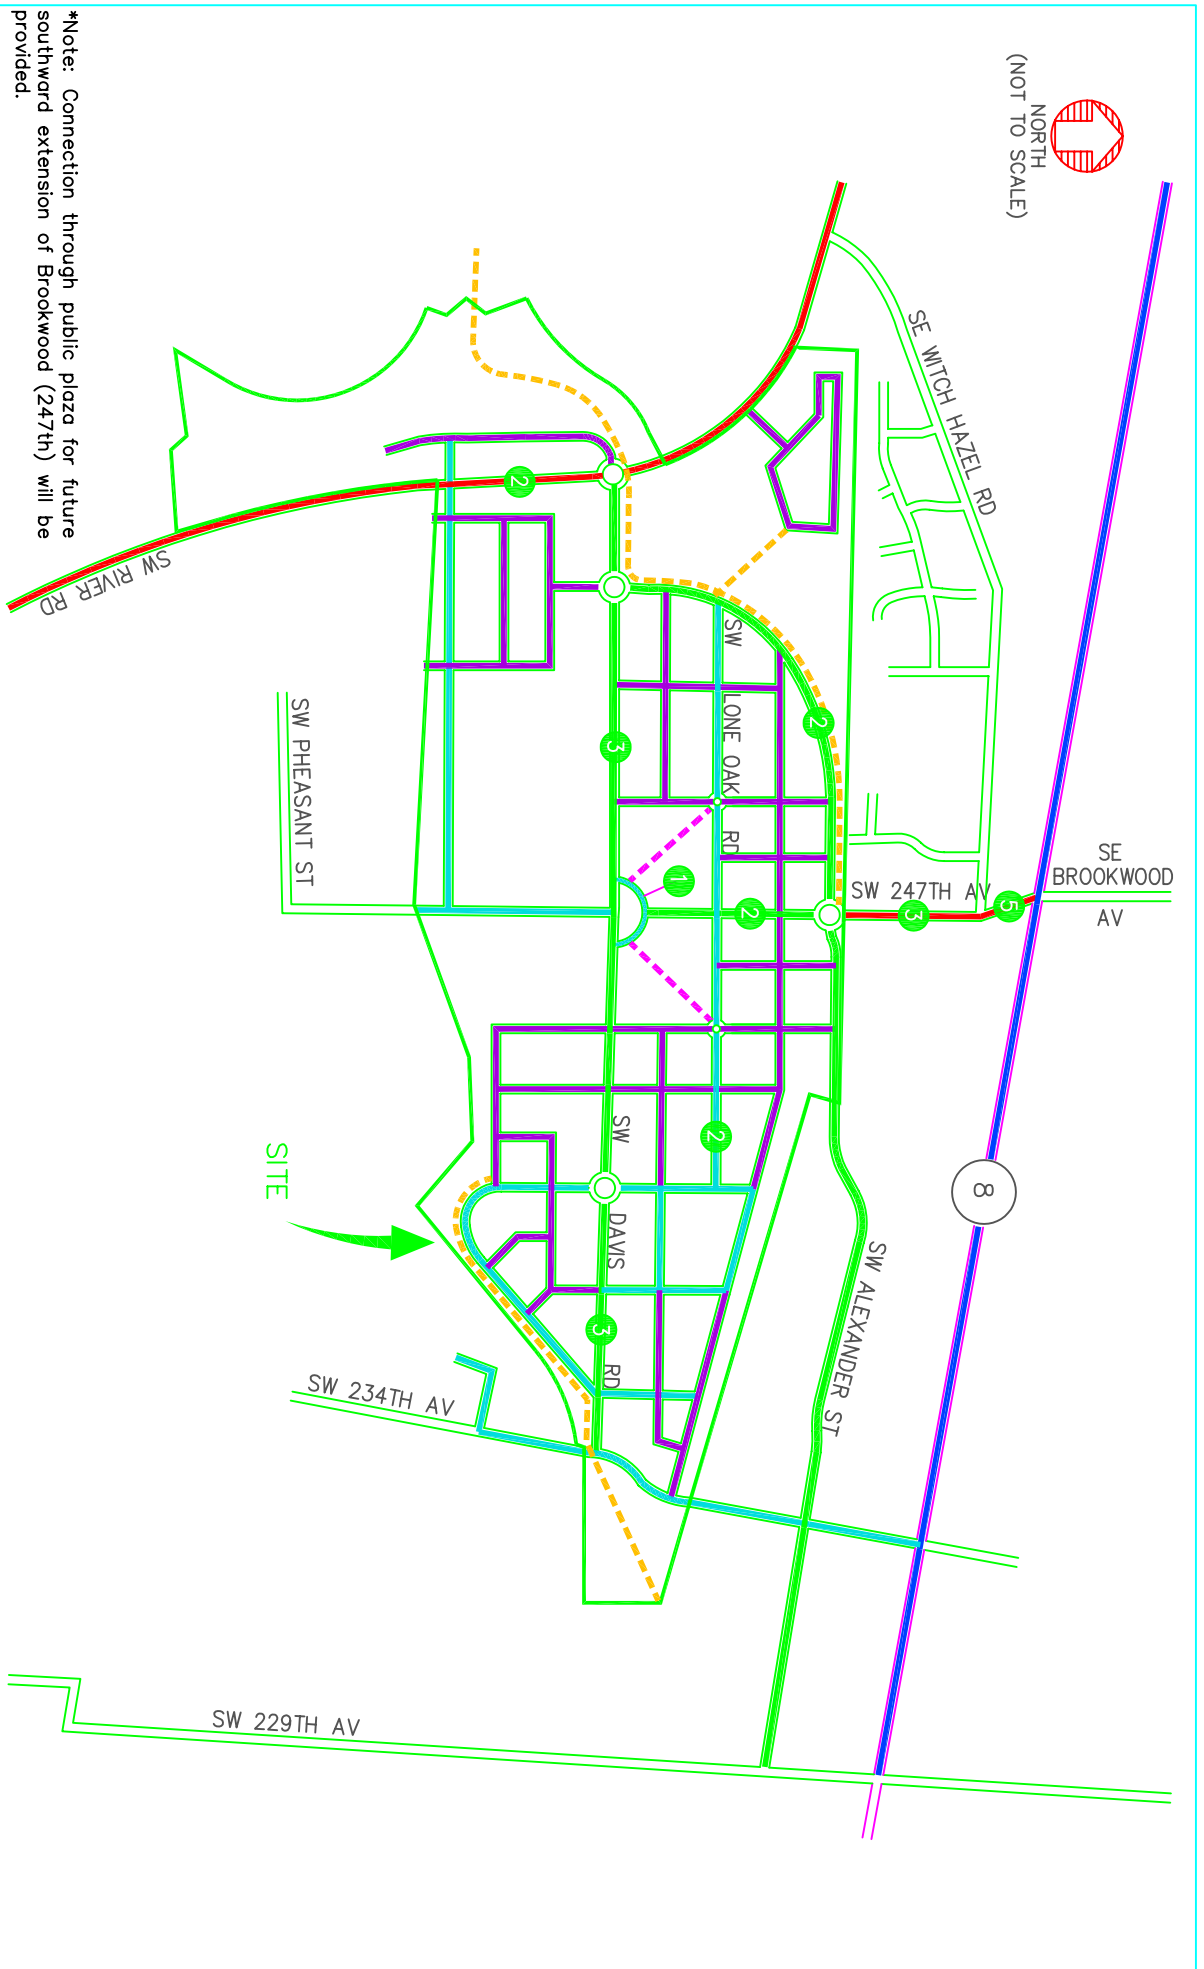 NORTH
(NOT TO SCALE)
SE WITCH HAZEL RD
SE
BROOKWOOD
AV
SW 247TH AV
5
3
2
2
1
SW LONE OAK RD
3
2
2
8
SW ALEXANDER ST
SW DAVIS RD
3
SW RIVER RD
SW PHEASANT ST
SITE
SW 234TH AV
SW 229TH AV
*Note: Connection through public plaza for future
southward extension of Brookwood (247th) will be
provided.